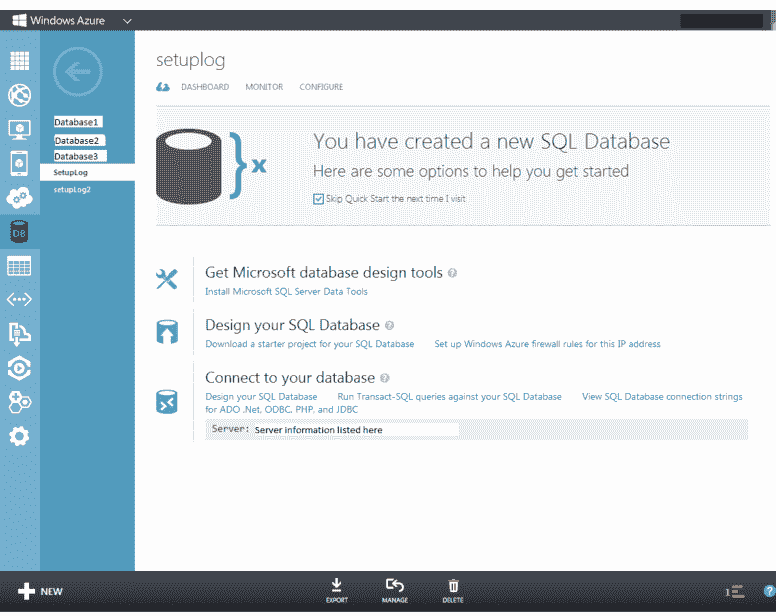 Windows Azure
Database1
Database2
Database3
SetupLog
setupLog2
setuplog
DASHBOARD MONITOR CONFIGURE
x
You have created a new SQL Database
Here are some options to help you get started
Skip Quick Start the next time I visit
DB
Get Microsoft database design tools ?
Install Microsoft SQL Server Data Tools
Design your SQL Database ?
Download a starter project for your SQL Database Set up Windows Azure firewall rules for this IP address
Connect to your database ?
Design your SQL Database Run Transact-SQL queries against your SQL Database View SQL Database connection strings
for ADO .Net, ODBC, PHP, and JDBC
Server: Server information listed here
NEW
EXPORT MANAGE DELETE
1
?